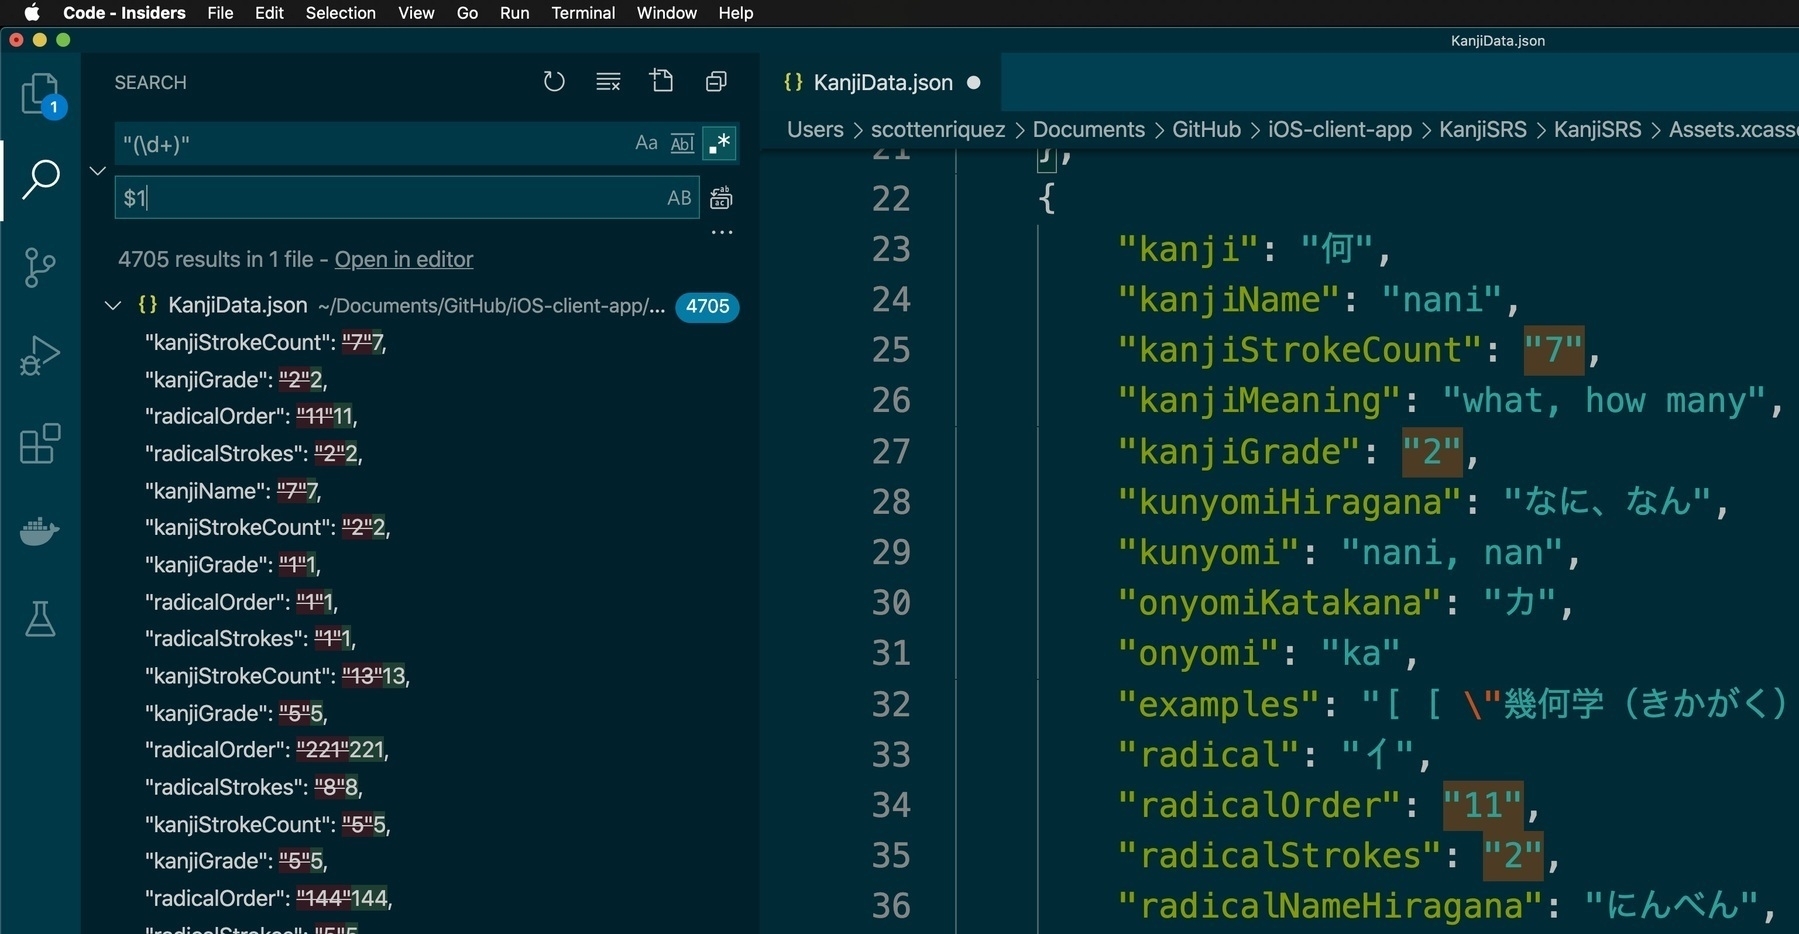 Code - Insiders File Edit Selection View Go Run Terminal Window Help
KanjiData.json
1
SEARCH
"(\d+)"
Aa Abl .*
$1
AB
4705 results in 1 file - Open in editor
{} KanjiData.json ~/Documents/GitHub/iOS-client-app/... 4705
"kanjiStrokeCount": "7"7,
"kanjiGrade": "2"2,
"radicalOrder": "11"11,
"radicalStrokes": "2"2,
"kanjiName": "7"7,
"kanjiStrokeCount": "2"2,
"kanjiGrade": "1"1,
"radicalOrder": "1"1,
"radicalStrokes": "1"1,
"kanjiStrokeCount": "13"13,
"kanjiGrade": "5"5,
"radicalOrder": "221"221,
"radicalStrokes": "8"8,
"kanjiStrokeCount": "5"5,
"kanjiGrade": "5"5,
"radicalOrder": "144"144,
"radicalStrokes": "5"5
{} KanjiData.json
Users > scottenriquez > Documents > GitHub > iOS-client-app > KanjiSRS > KanjiSRS > Assets.xcass
21 },
22 {
23 "kanji": "何",
24 "kanjiName": "nani",
25 "kanjiStrokeCount": "7",
26 "kanjiMeaning": "what, how many",
27 "kanjiGrade": "2",
28 "kunyomiHiragana": "なに、なん",
29 "kunyomi": "nani, nan",
30 "onyomiKatakana": "カ",
31 "onyomi": "ka",
32 "examples": "[ [ \"幾何学（きかがく）
33 "radical": "⺅",
34 "radicalOrder": "11",
35 "radicalStrokes": "2",
36 "radicalNameHiragana": "にんべん",